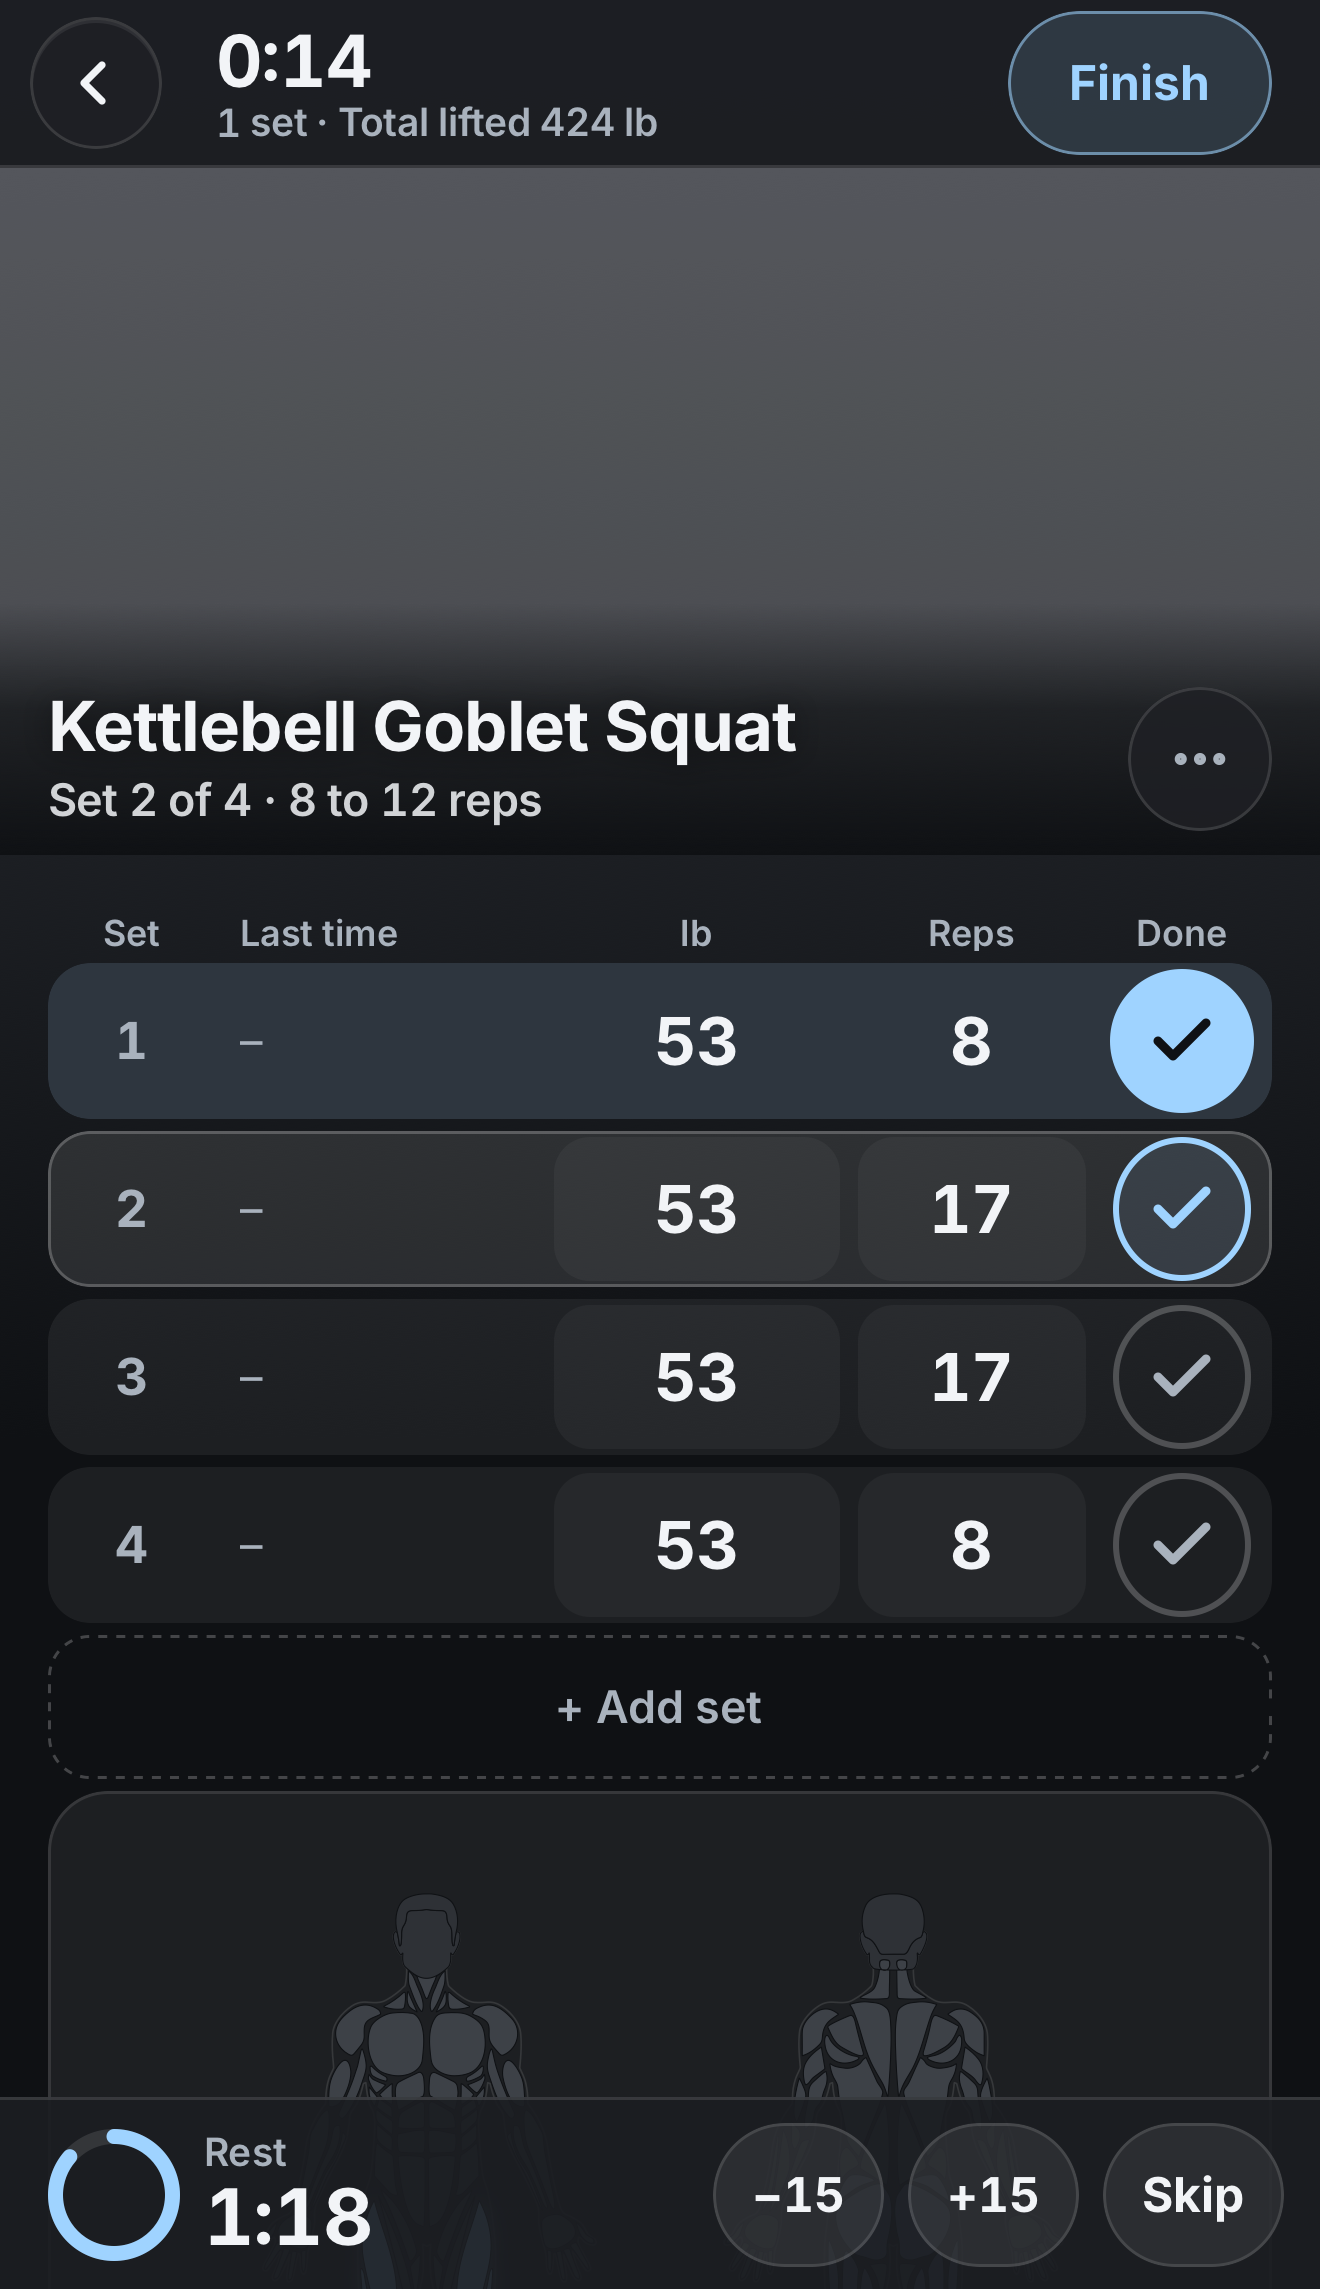 0:14
1 set · Total lifted 424 lb
Finish
Kettlebell Goblet Squat
Set 2 of 4 · 8 to 12 reps
Set Last time lb Reps Done
1 – 53 8
2 – 53 17
3 – 53 17
4 – 53 8
+ Add set
Rest
1:18
–15 +15 Skip